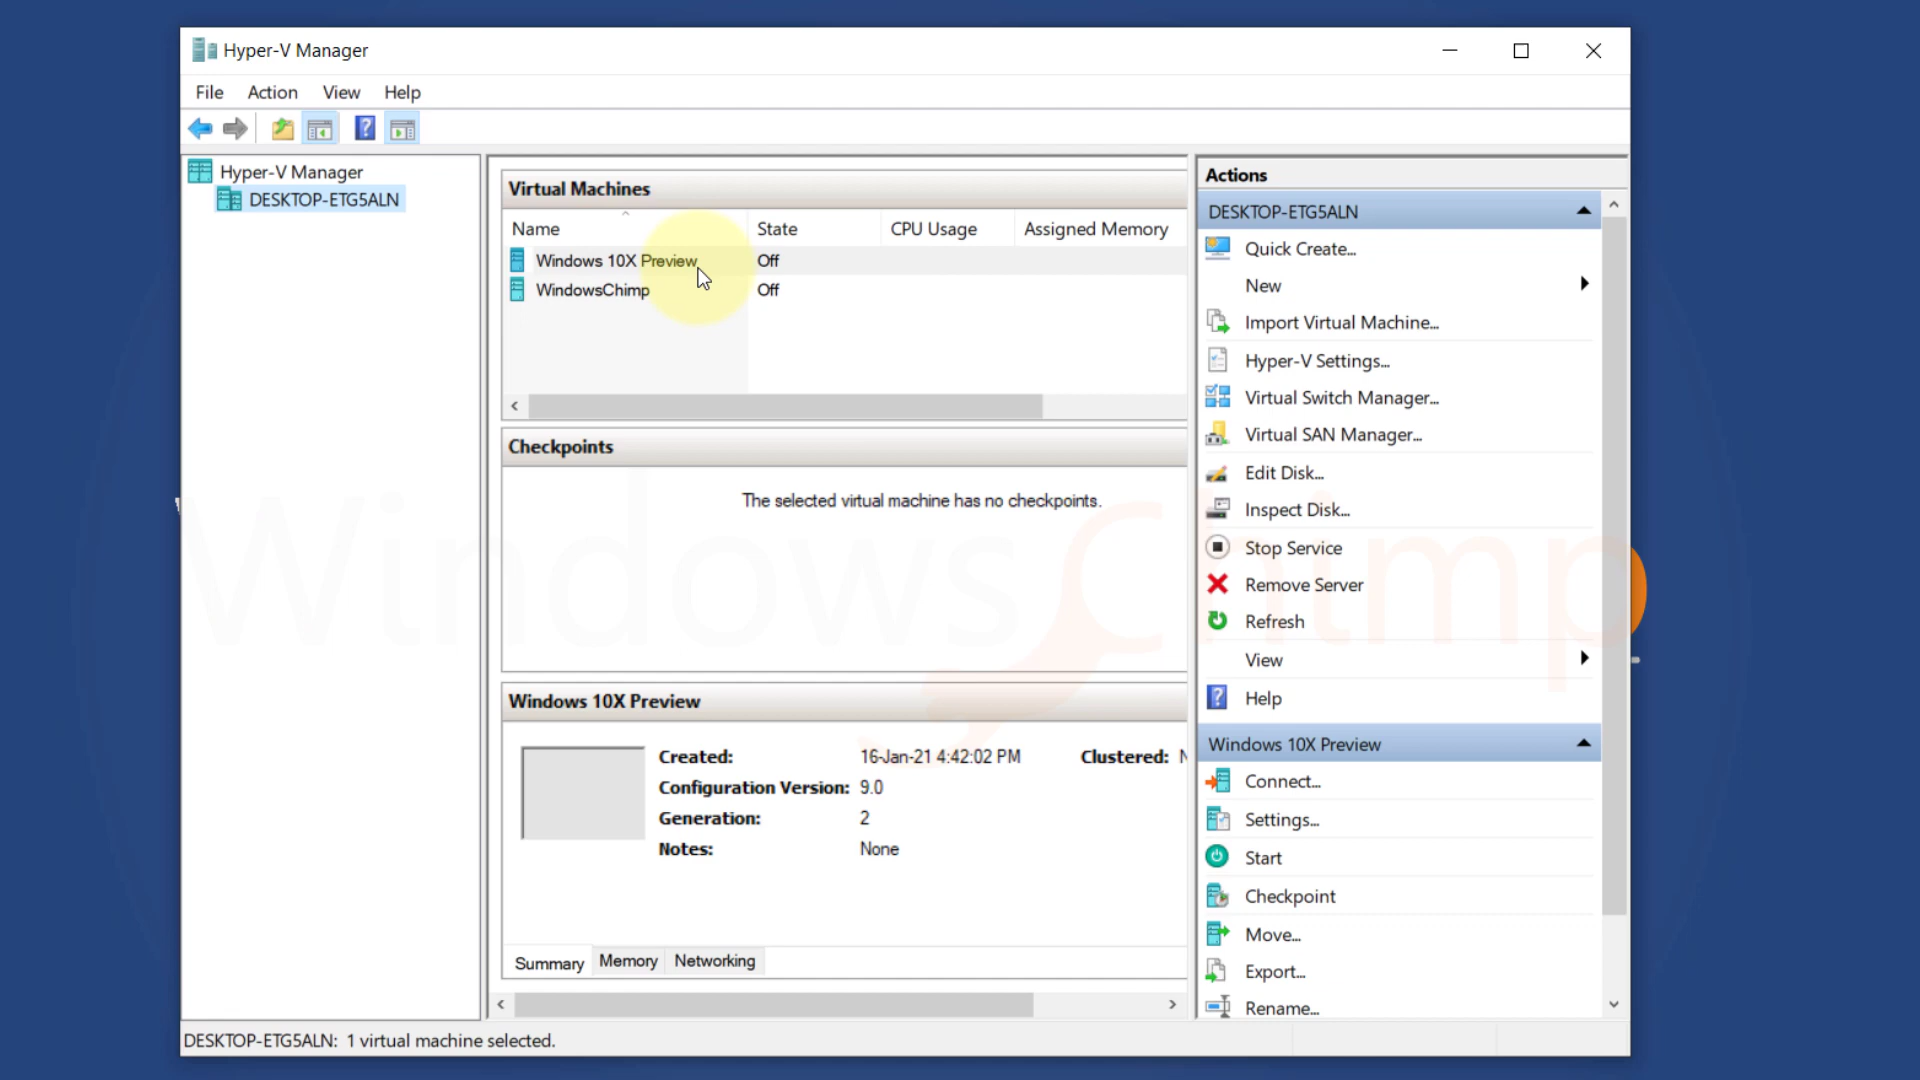 Hyper-V Manager
File Action View Help
Hyper-V Manager
DESKTOP-ETG5ALN
Virtual Machines
Name State CPU Usage Assigned Memory
Windows 10X Preview Off
WindowsChimp Off
Checkpoints
The selected virtual machine has no checkpoints.
Windows 10X Preview
Created: 16-Jan-21 4:42:02 PM Clustered: N
Configuration Version: 9.0
Generation: 2
Notes: None
Summary Memory Networking
Actions
DESKTOP-ETG5ALN
Quick Create...
New
Import Virtual Machine...
Hyper-V Settings...
Virtual Switch Manager...
Virtual SAN Manager...
Edit Disk...
Inspect Disk...
Stop Service
Remove Server
Refresh
View
Help
Windows 10X Preview
Connect...
Settings...
Start
Checkpoint
Move...
Export...
Rename...
DESKTOP-ETG5ALN: 1 virtual machine selected.
WindowsChimp